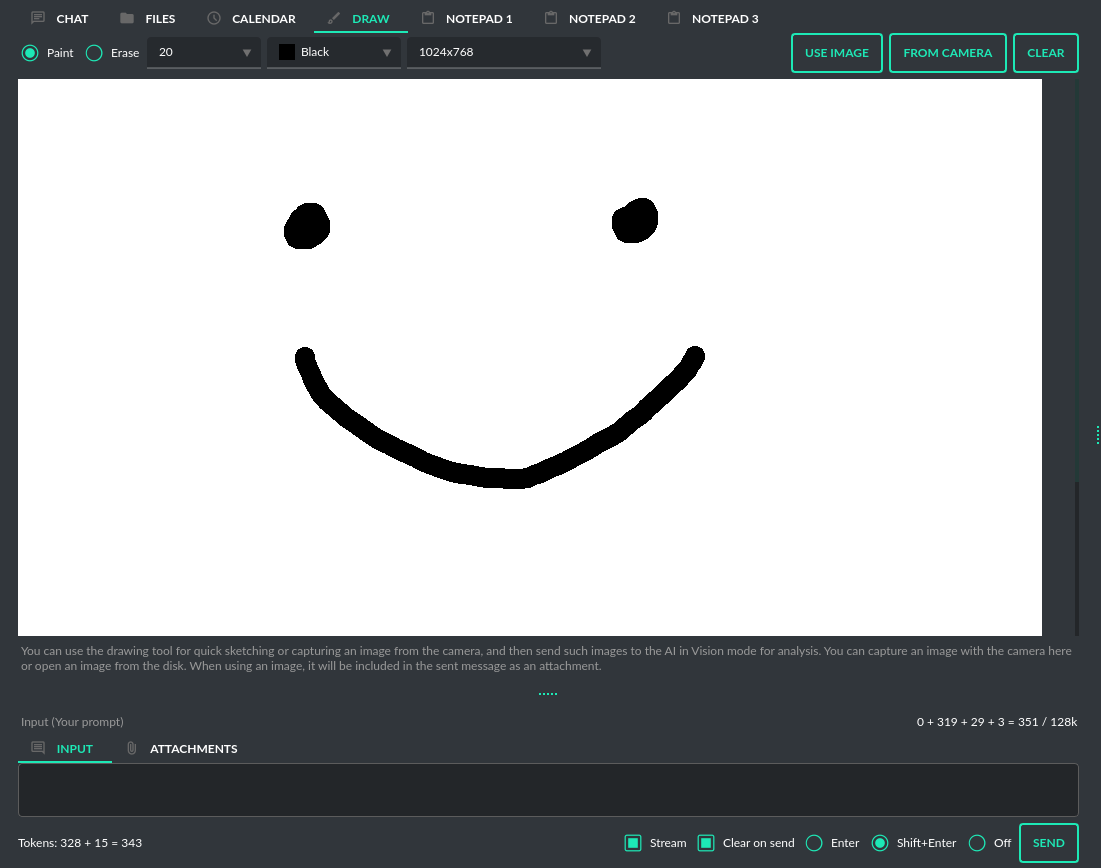 CHAT FILES CALENDAR DRAW NOTEPAD 1 NOTEPAD 2 NOTEPAD 3
Paint Erase 20 Black 1024x768 USE IMAGE FROM CAMERA CLEAR
You can use the drawing tool for quick sketching or capturing an image from the camera, and then send such images to the AI in Vision mode for analysis. You can capture an image with the camera here
or open an image from the disk. When using an image, it will be included in the sent message as an attachment.
Input (Your prompt) 0 + 319 + 29 + 3 = 351 / 128k
INPUT ATTACHMENTS
Tokens: 328 + 15 = 343 Stream Clear on send Enter Shift+Enter Off SEND